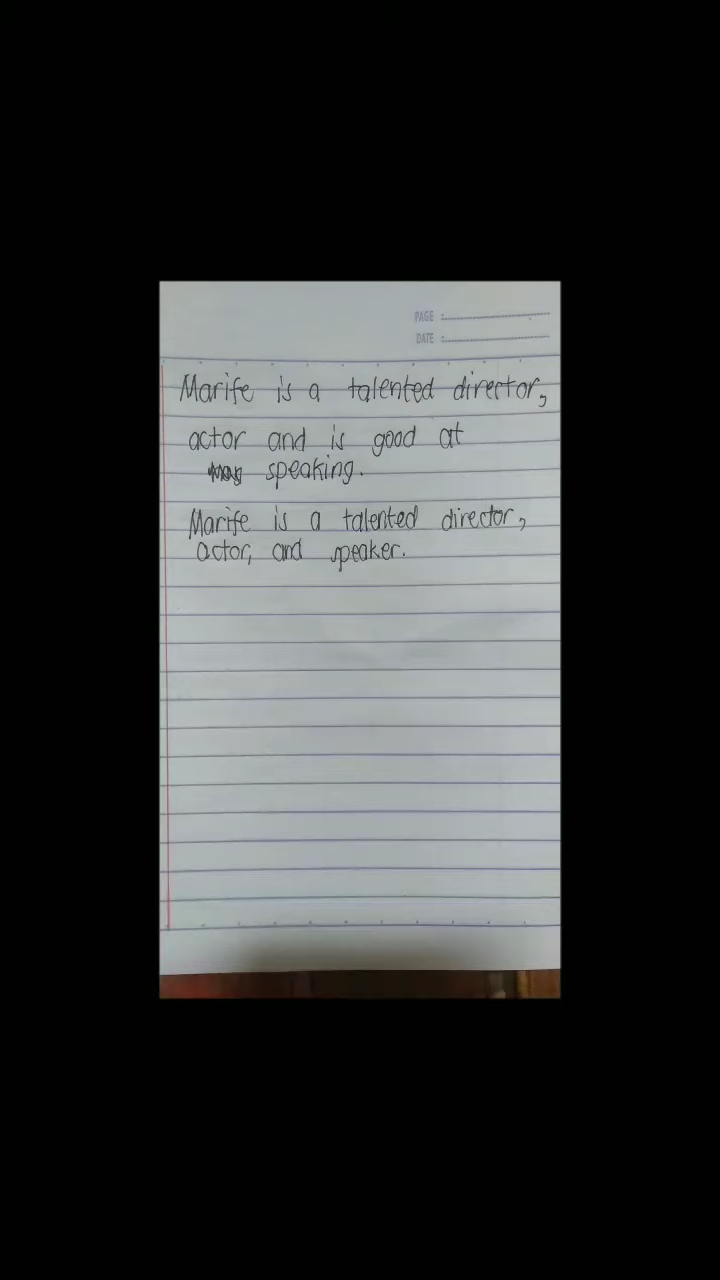 PAGE :
DATE :
Marife is a talented director,
actor and is good at
speaking.
Marife is a talented director,
actor, and speaker.